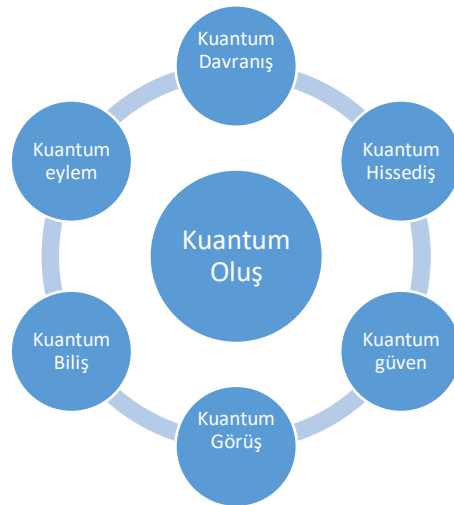 Kuantum
Davranış
Kuantum
Hissediş
Kuantum
güven
Kuantum
Görüş
Kuantum
Biliş
Kuantum
eylem
Kuantum
Oluş